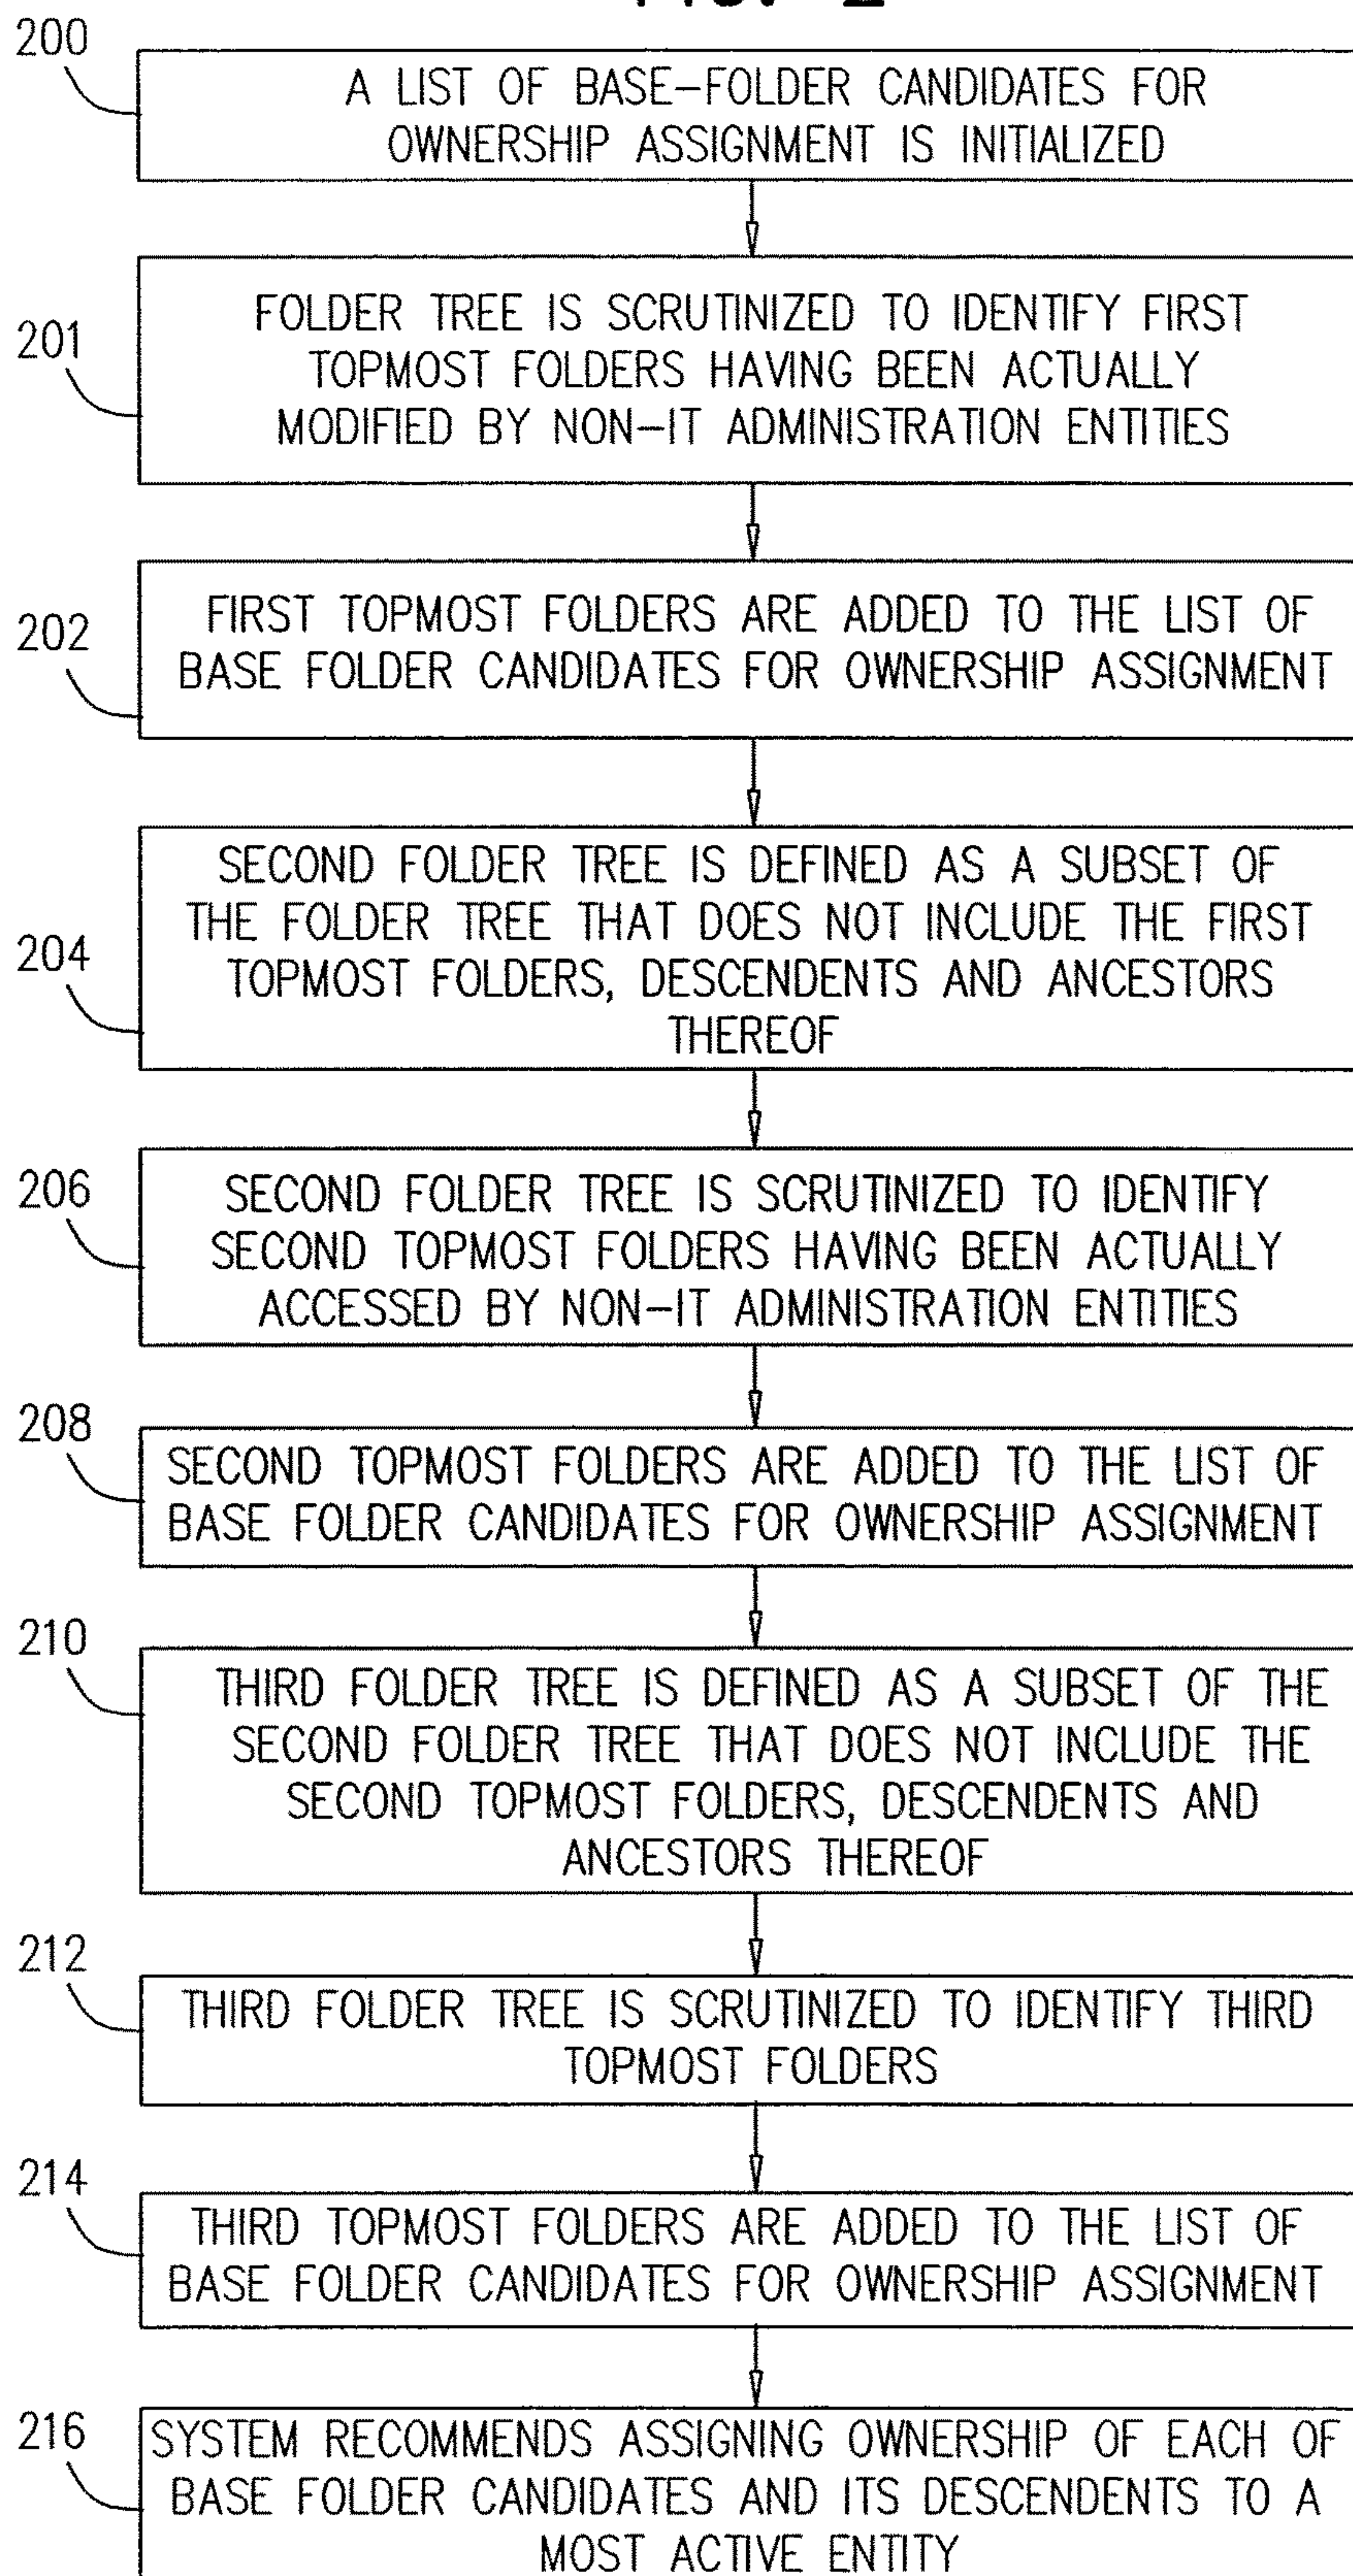 FIG. 2
200
A LIST OF BASE-FOLDER CANDIDATES FOR
OWNERSHIP ASSIGNMENT IS INITIALIZED
201
FOLDER TREE IS SCRUTINIZED TO IDENTIFY FIRST
TOPMOST FOLDERS HAVING BEEN ACTUALLY
MODIFIED BY NON-IT ADMINISTRATION ENTITIES
202
FIRST TOPMOST FOLDERS ARE ADDED TO THE LIST OF
BASE FOLDER CANDIDATES FOR OWNERSHIP ASSIGNMENT
204
SECOND FOLDER TREE IS DEFINED AS A SUBSET OF
THE FOLDER TREE THAT DOES NOT INCLUDE THE FIRST
TOPMOST FOLDERS, DESCENDENTS AND ANCESTORS
THEREOF
206
SECOND FOLDER TREE IS SCRUTINIZED TO IDENTIFY
SECOND TOPMOST FOLDERS HAVING BEEN ACTUALLY
ACCESSED BY NON-IT ADMINISTRATION ENTITIES
208
SECOND TOPMOST FOLDERS ARE ADDED TO THE LIST OF
BASE FOLDER CANDIDATES FOR OWNERSHIP ASSIGNMENT
210
THIRD FOLDER TREE IS DEFINED AS A SUBSET OF THE
SECOND FOLDER TREE THAT DOES NOT INCLUDE THE
SECOND TOPMOST FOLDERS, DESCENDENTS AND
ANCESTORS THEREOF
212
THIRD FOLDER TREE IS SCRUTINIZED TO IDENTIFY THIRD
TOPMOST FOLDERS
214
THIRD TOPMOST FOLDERS ARE ADDED TO THE LIST OF
BASE FOLDER CANDIDATES FOR OWNERSHIP ASSIGNMENT
216
SYSTEM RECOMMENDS ASSIGNING OWNERSHIP OF EACH OF
BASE FOLDER CANDIDATES AND ITS DESCENDENTS TO A
MOST ACTIVE ENTITY